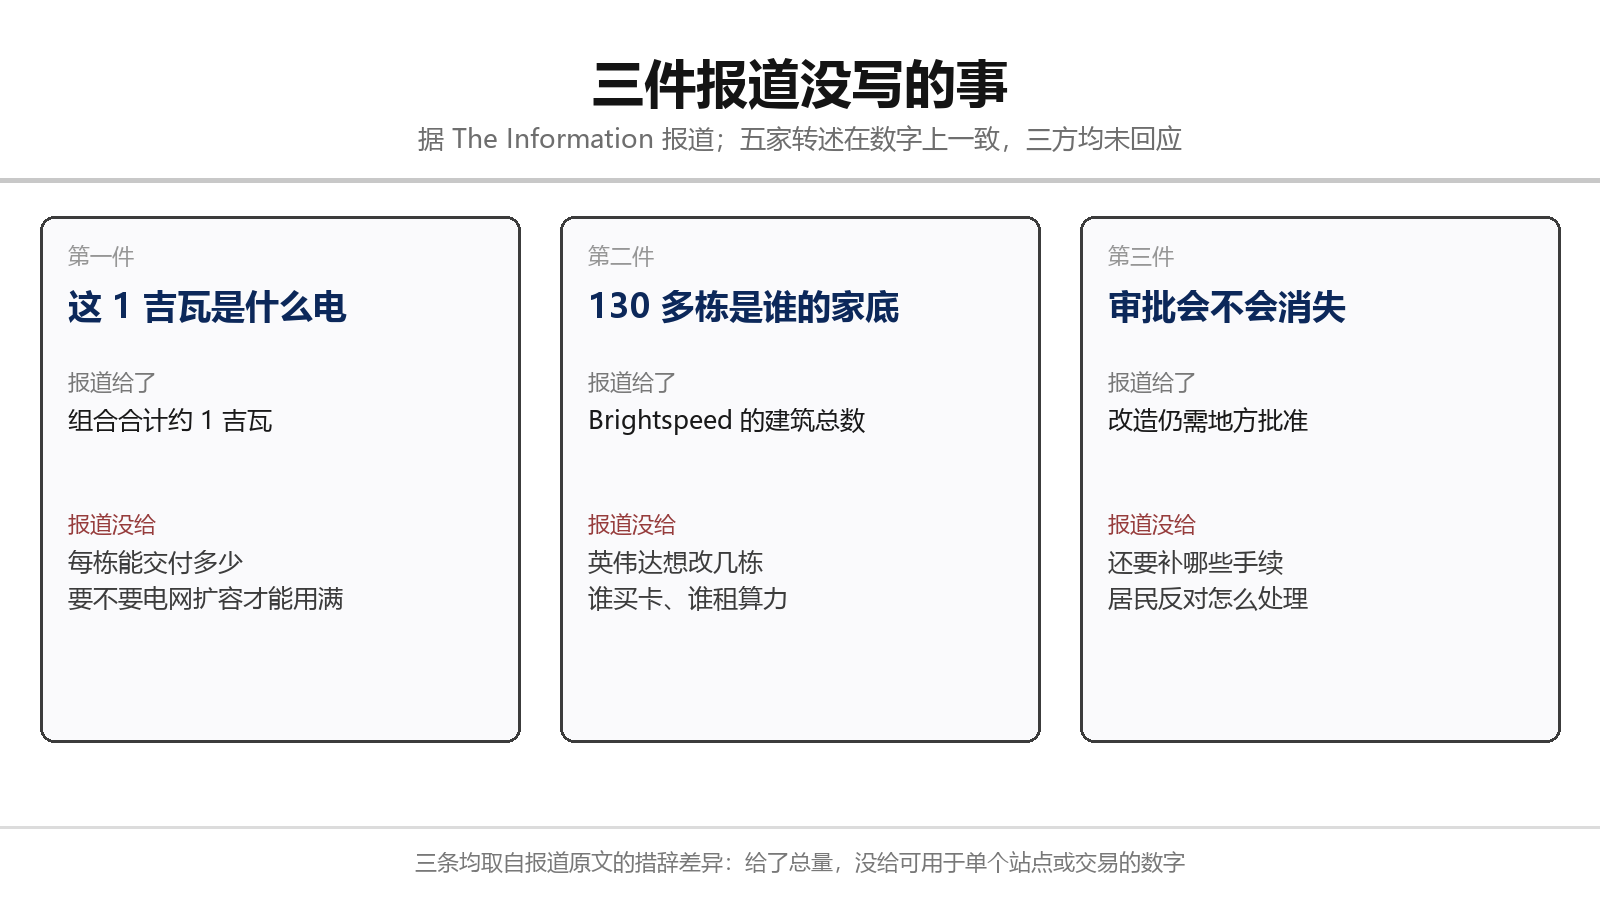 三件报道没写的事
据 The Information 报道；五家转述在数字上一致，三方均未回应
第一件
这 1 吉瓦是什么电
报道给了
组合合计约 1 吉瓦
报道没给
每栋能交付多少
要不要电网扩容才能用满
第二件
130 多栋是谁的家底
报道给了
Brightspeed 的建筑总数
报道没给
英伟达想改几栋
谁买卡、谁租算力
第三件
审批会不会消失
报道给了
改造仍需地方批准
报道没给
还要补哪些手续
居民反对怎么处理
三条均取自报道原文的措辞差异：给了总量，没给可用于单个站点或交易的数字